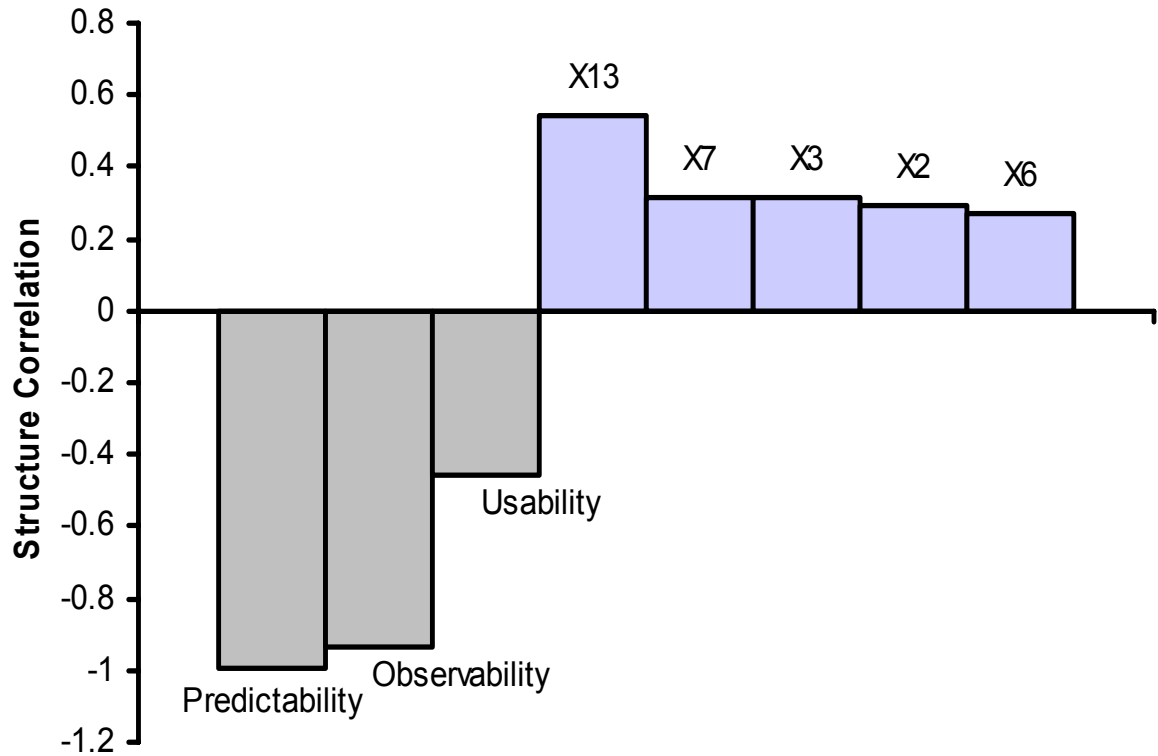 0.8
0.6
0.4
0.2
0
-0.2
-0.4
-0.6
-0.8
-1
-1.2
Structure Correlation
X13
X7
X3
X2
X6
Usability
Observability
Predictability